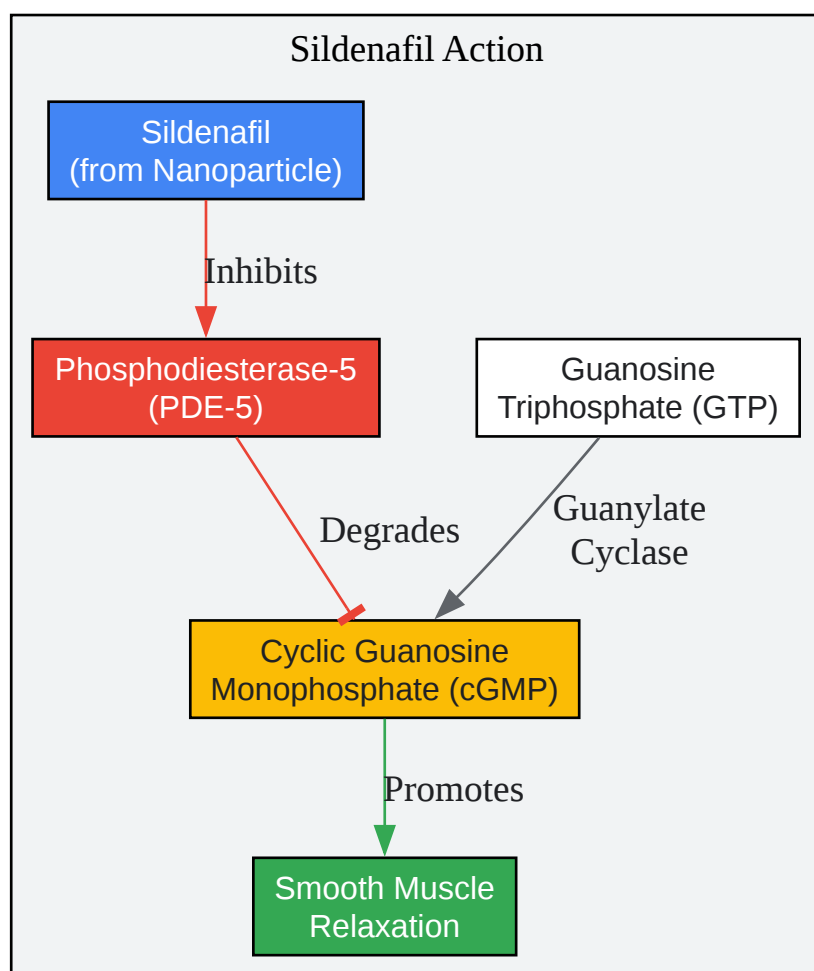 Sildenafil Action
Sildenafil
(from Nanoparticle)
Inhibits
Phosphodiesterase-5
(PDE-5)
Guanosine
Triphosphate (GTP)
Degrades
Guanylate
Cyclase
Cyclic Guanosine
Monophosphate (cGMP)
Promotes
Smooth Muscle
Relaxation